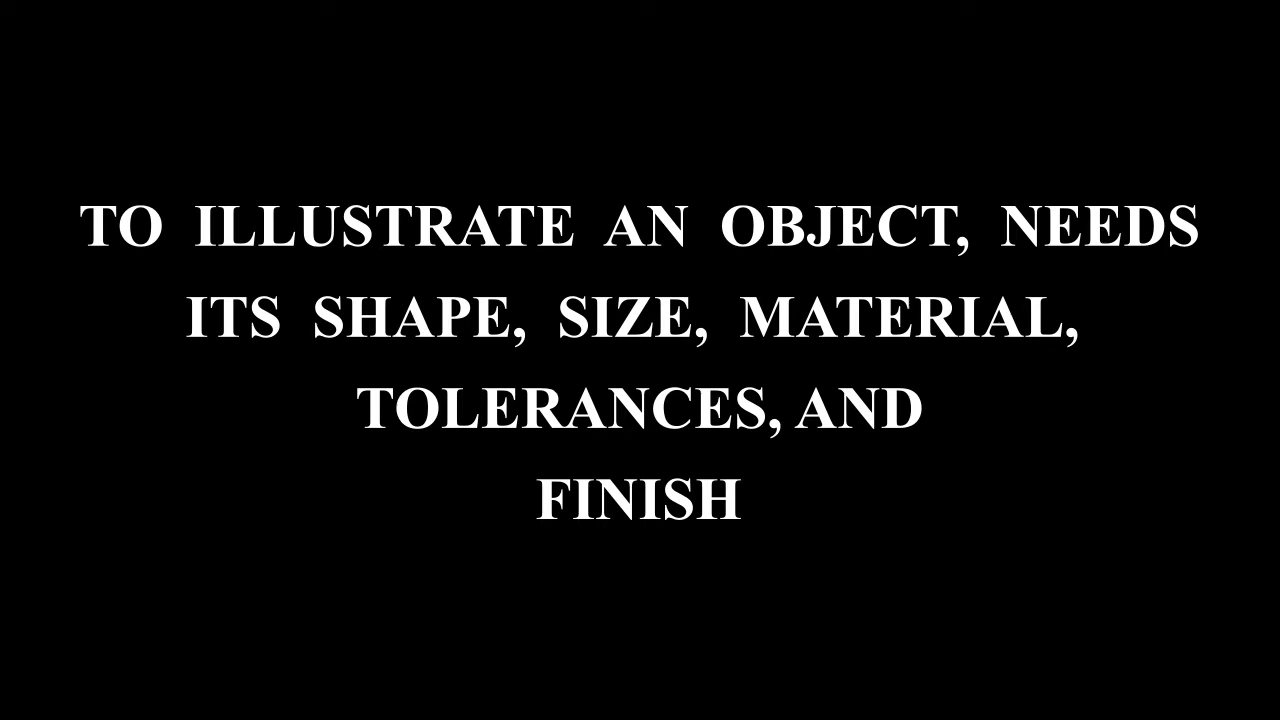 TO ILLUSTRATE AN OBJECT, NEEDS
ITS SHAPE, SIZE, MATERIAL,
TOLERANCES, AND
FINISH